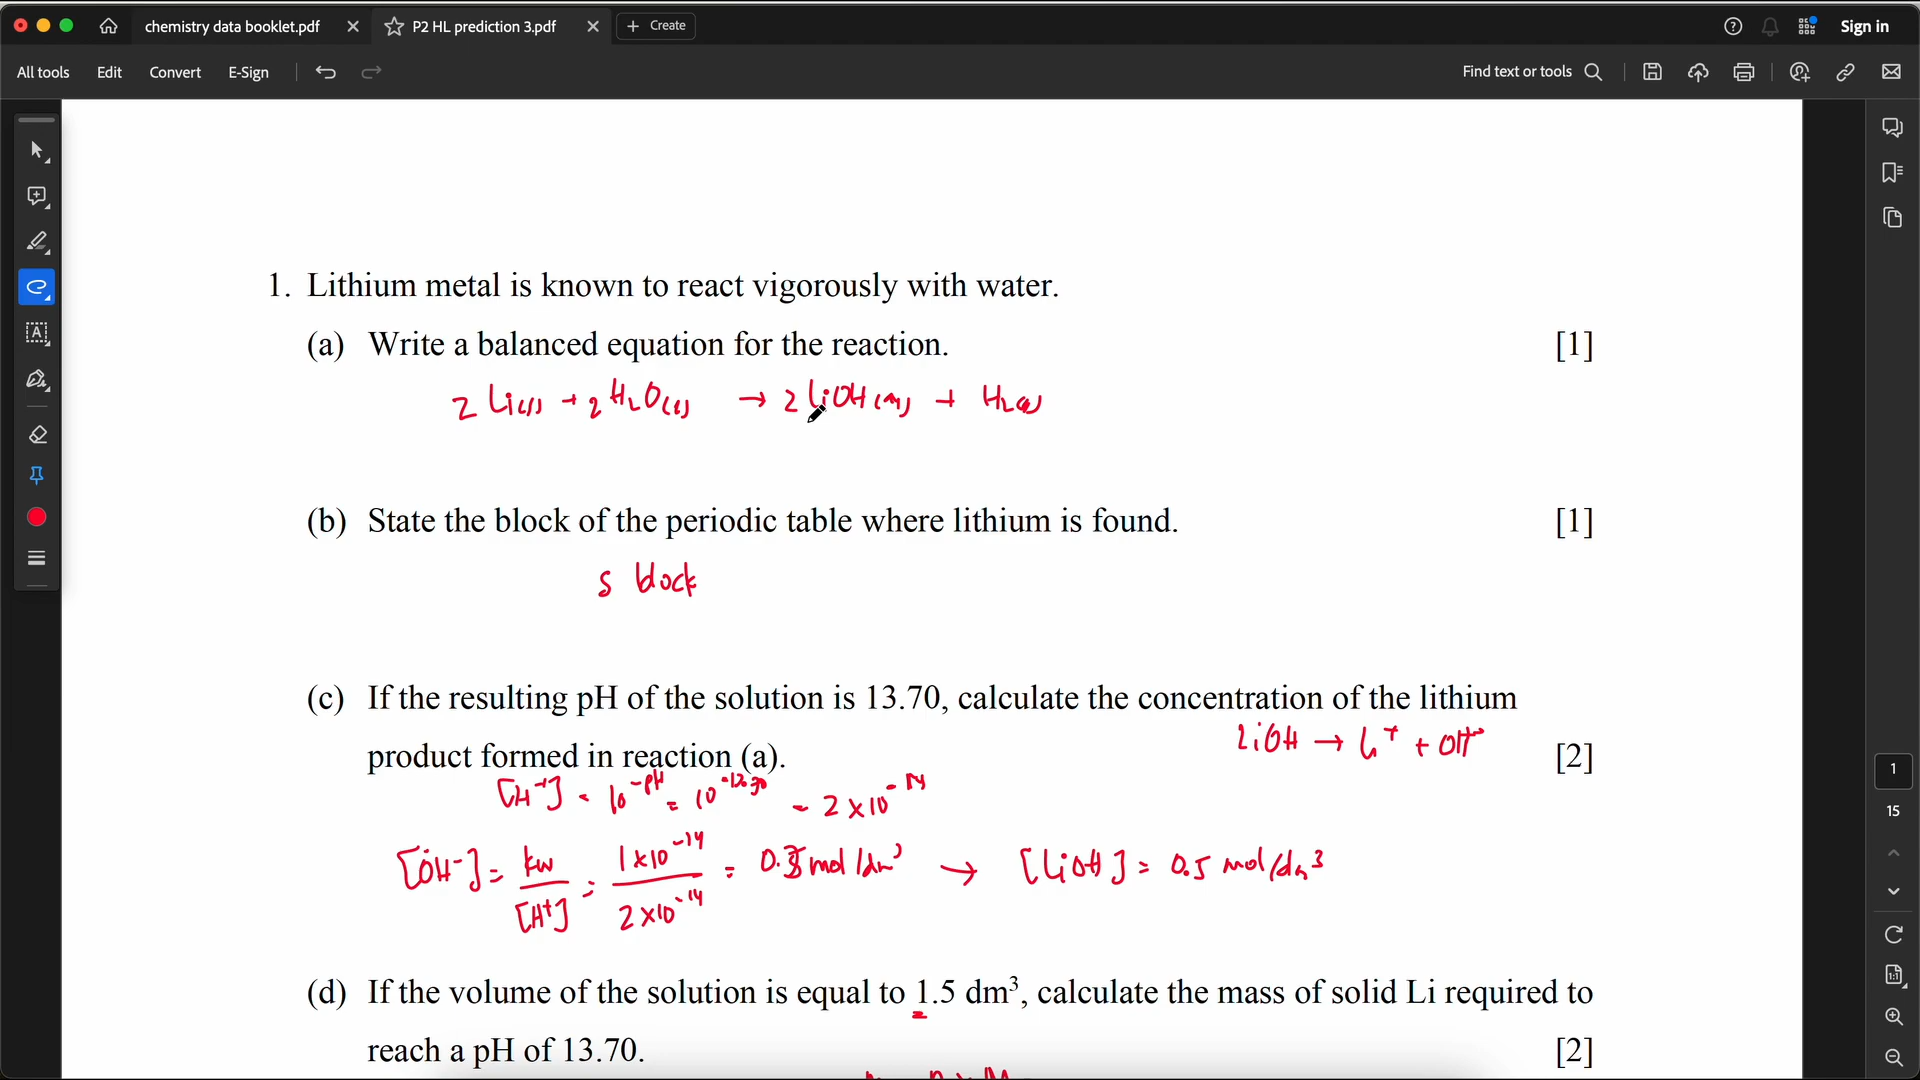 chemistry data booklet.pdf P2 HL prediction 3.pdf Create Sign in
All tools Edit Convert E-Sign Find text or tools
1. Lithium metal is known to react vigorously with water.
(a) Write a balanced equation for the reaction. [1]
2 Li(s) + 2 H₂O(l) → 2 LiOH(aq) + H₂(g)
(b) State the block of the periodic table where lithium is found. [1]
s block
(c) If the resulting pH of the solution is 13.70, calculate the concentration of the lithium
LiOH → Li⁺ + OH⁻
product formed in reaction (a). [2]
[H⁺] = 10^-pH = 10^-13.70 = 2 x 10^-14
[OH⁻] = kw/[H⁺] = 1 x 10^-14 / 2 x 10^-14 = 0.5 mol/dm³ → [LiOH] = 0.5 mol/dm³
(d) If the volume of the solution is equal to 1.5 dm³, calculate the mass of solid Li required to
reach a pH of 13.70. [2]
1
15